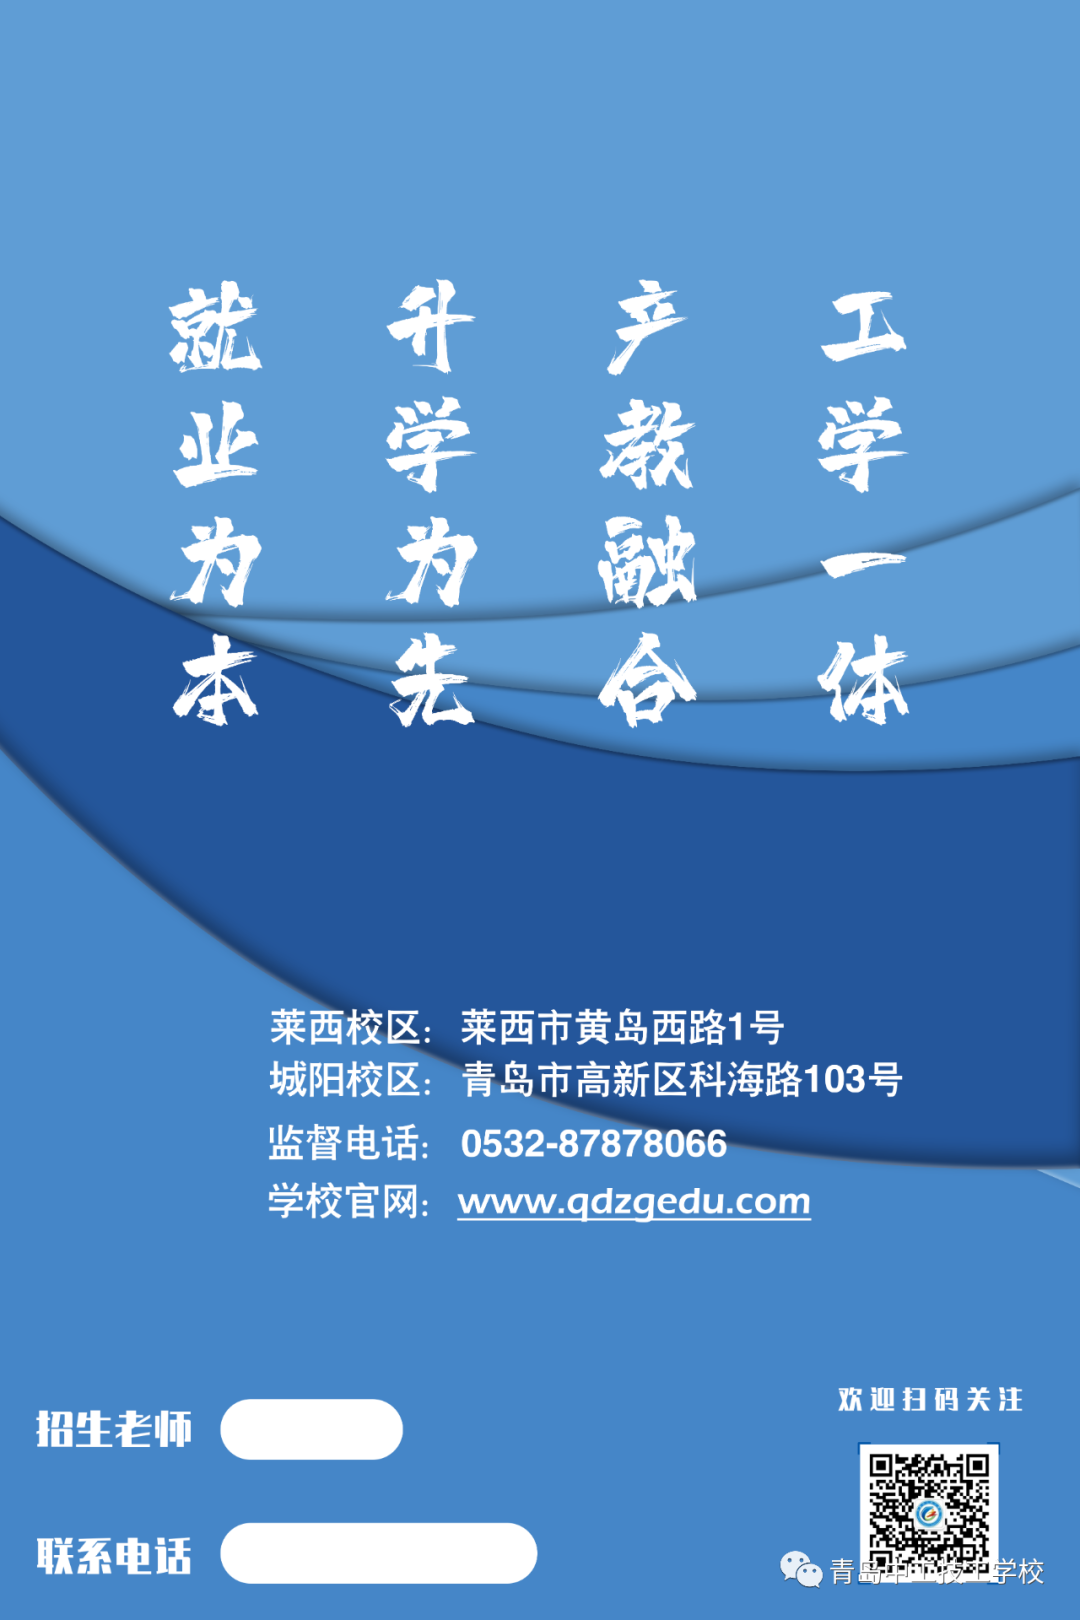 就业为本
升学为先
产教融合
工学一体
莱西校区： 莱西市黄岛西路1号
城阳校区： 青岛市高新区科海路103号
监督电话： 0532-87878066
学校官网： www.qdzgedu.com
欢迎扫码关注
招生老师
联系电话
青岛中工技工学校